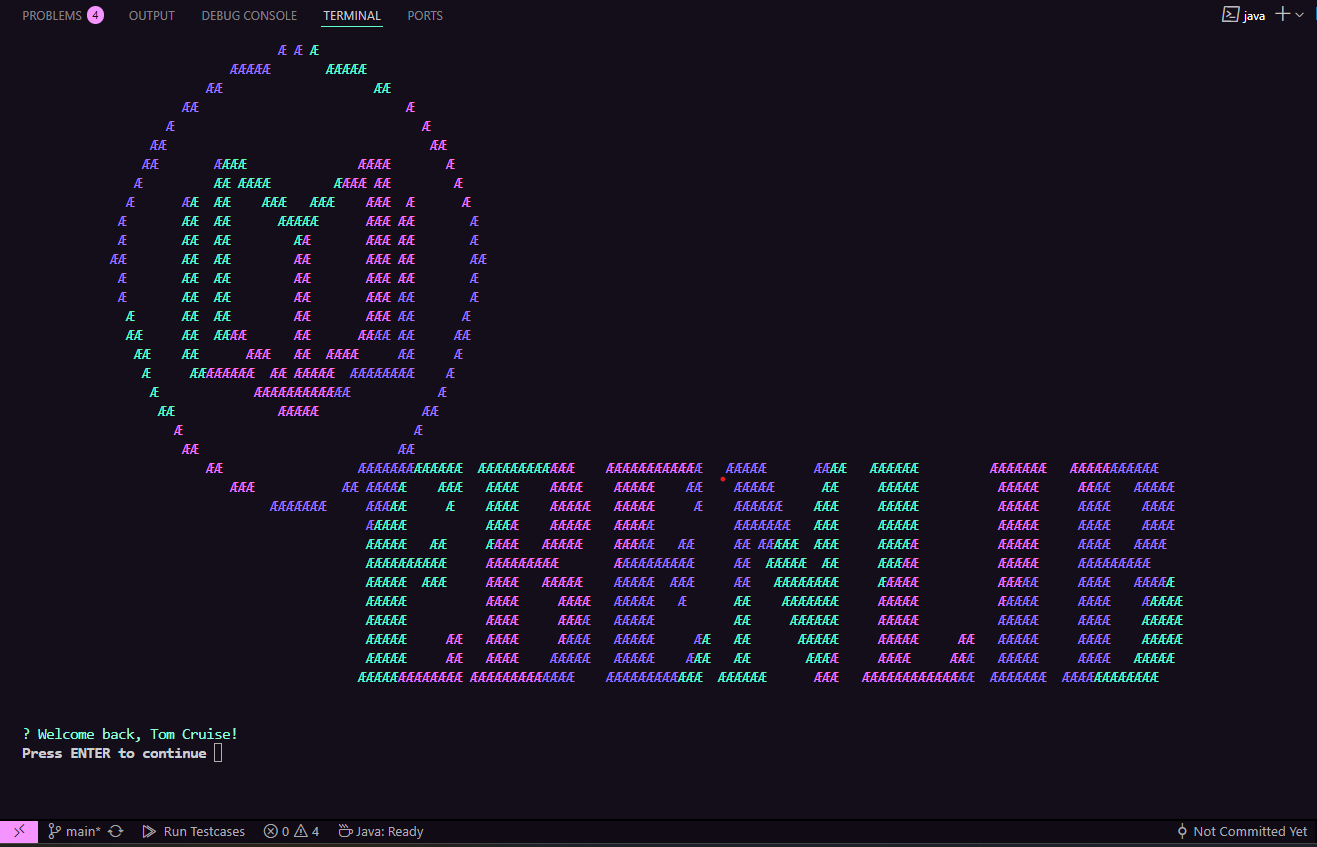 PROBLEMS 4 OUTPUT DEBUG CONSOLE TERMINAL PORTS java
EBENLIB
? Welcome back, Tom Cruise!
Press ENTER to continue
main* Run Testcases 0 4 Java: Ready Not Committed Yet